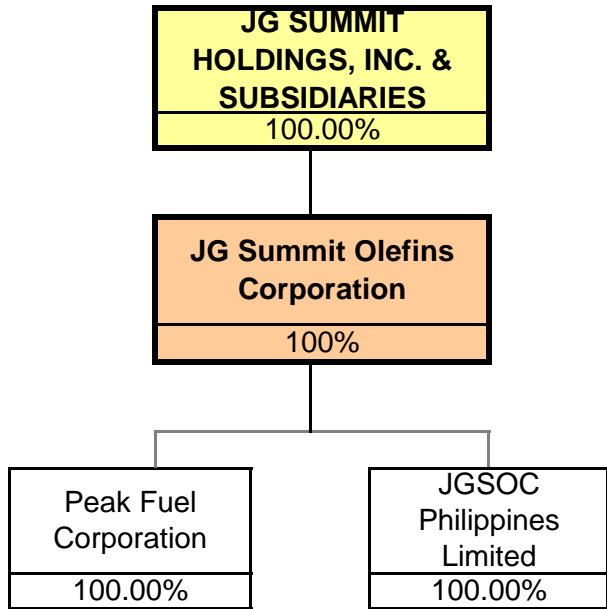 JG SUMMIT
HOLDINGS, INC. &
SUBSIDIARIES
100.00%
JG Summit Olefins
Corporation
100%
Peak Fuel
Corporation
100.00%
JGSOC
Philippines
Limited
100.00%